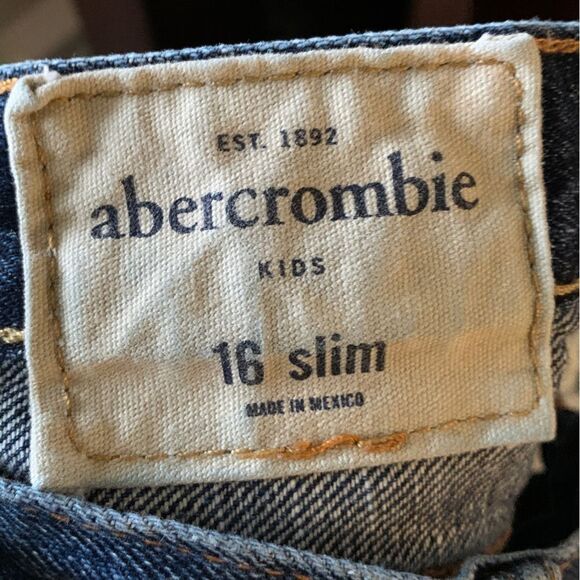 EST. 1892
abercrombie
KIDS
16 slim
MADE IN MEXICO